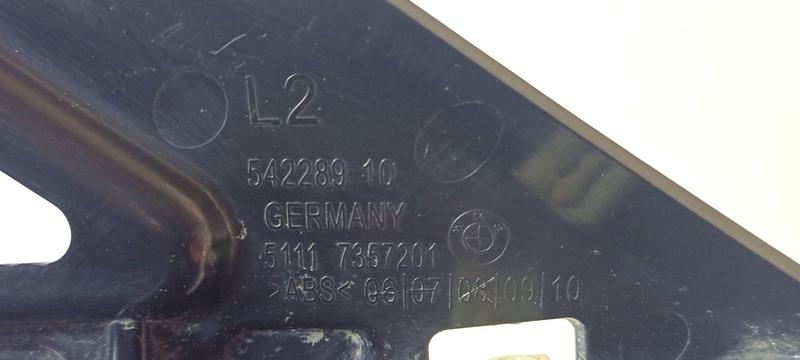 L2
542289 10
GERMANY
5111 7357201
>ABS< 06|07|08|09|10